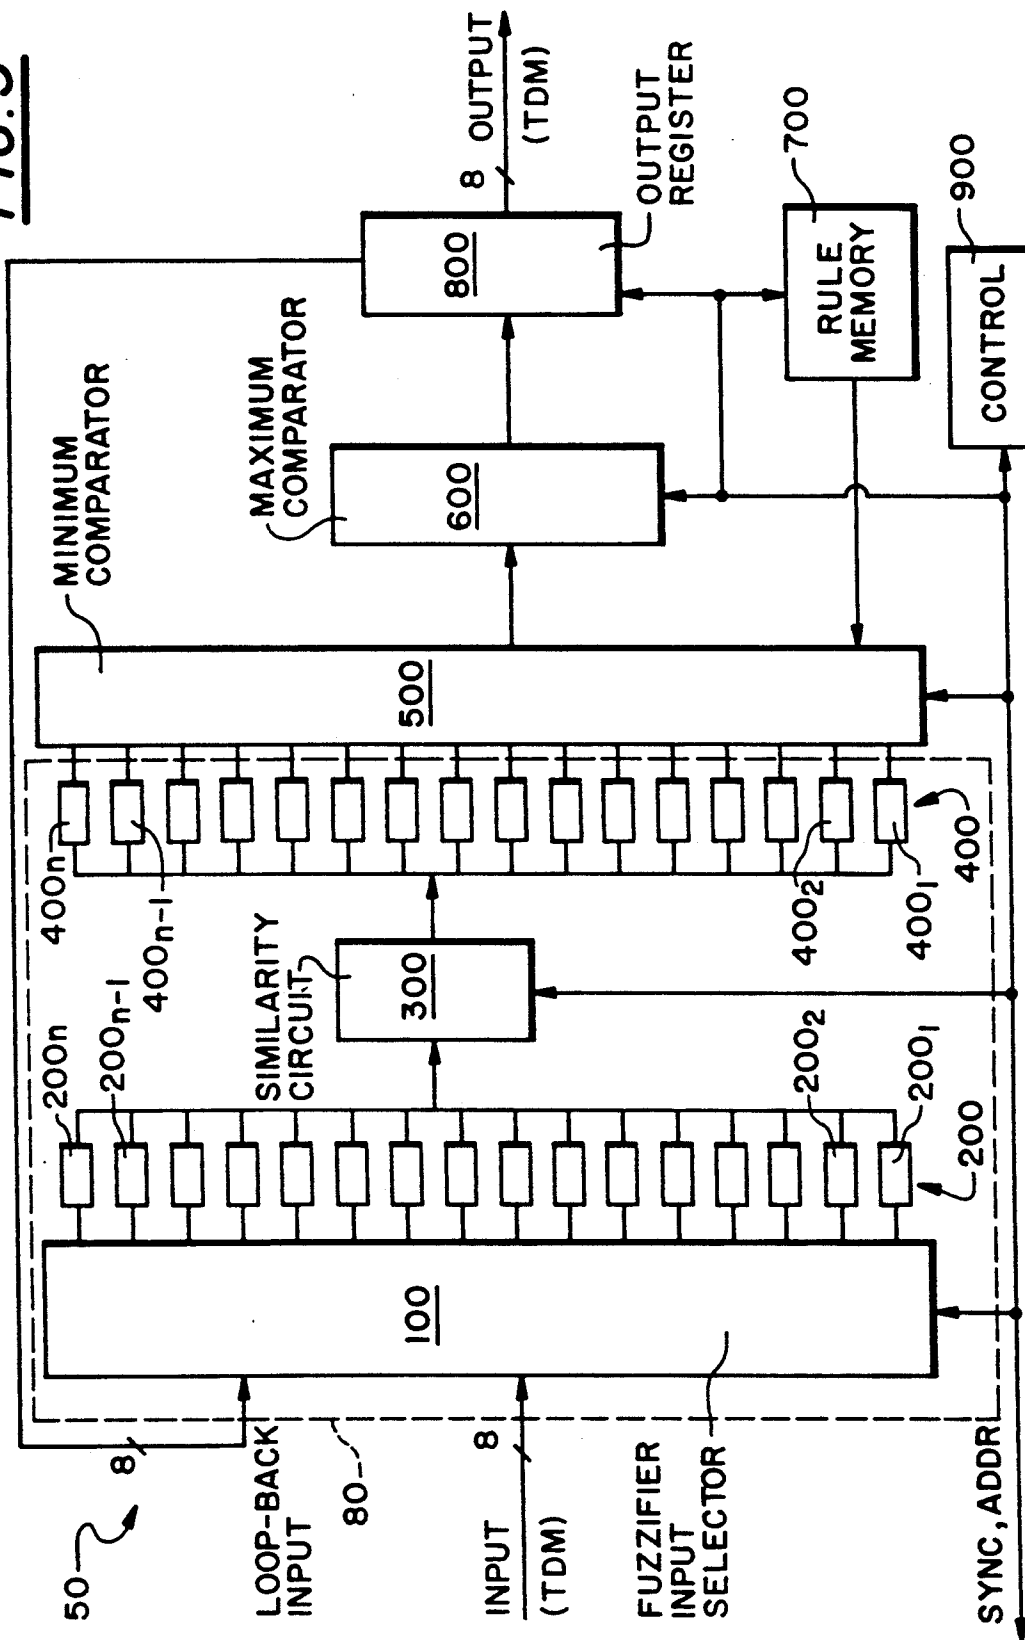 50
8
LOOP-BACK
INPUT
80
INPUT
(TDM)
8
FUZZIFIER
INPUT
SELECTOR
SYNC, ADDR
100
200n
200n-1
2002
2001
200
SIMILARITY
CIRCUIT
300
400n
400n-1
4002
4001
400
MINIMUM
COMPARATOR
500
MAXIMUM
COMPARATOR
600
800
8
OUTPUT
(TDM)
OUTPUT
REGISTER
RULE
MEMORY
700
CONTROL
900